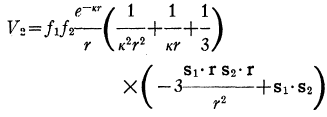 V₂=f₁f₂ e^{-κr}/r (1/κ²r² + 1/κr + 1/3)
×(-3 s₁·r s₂·r/r² + s₁·s₂)